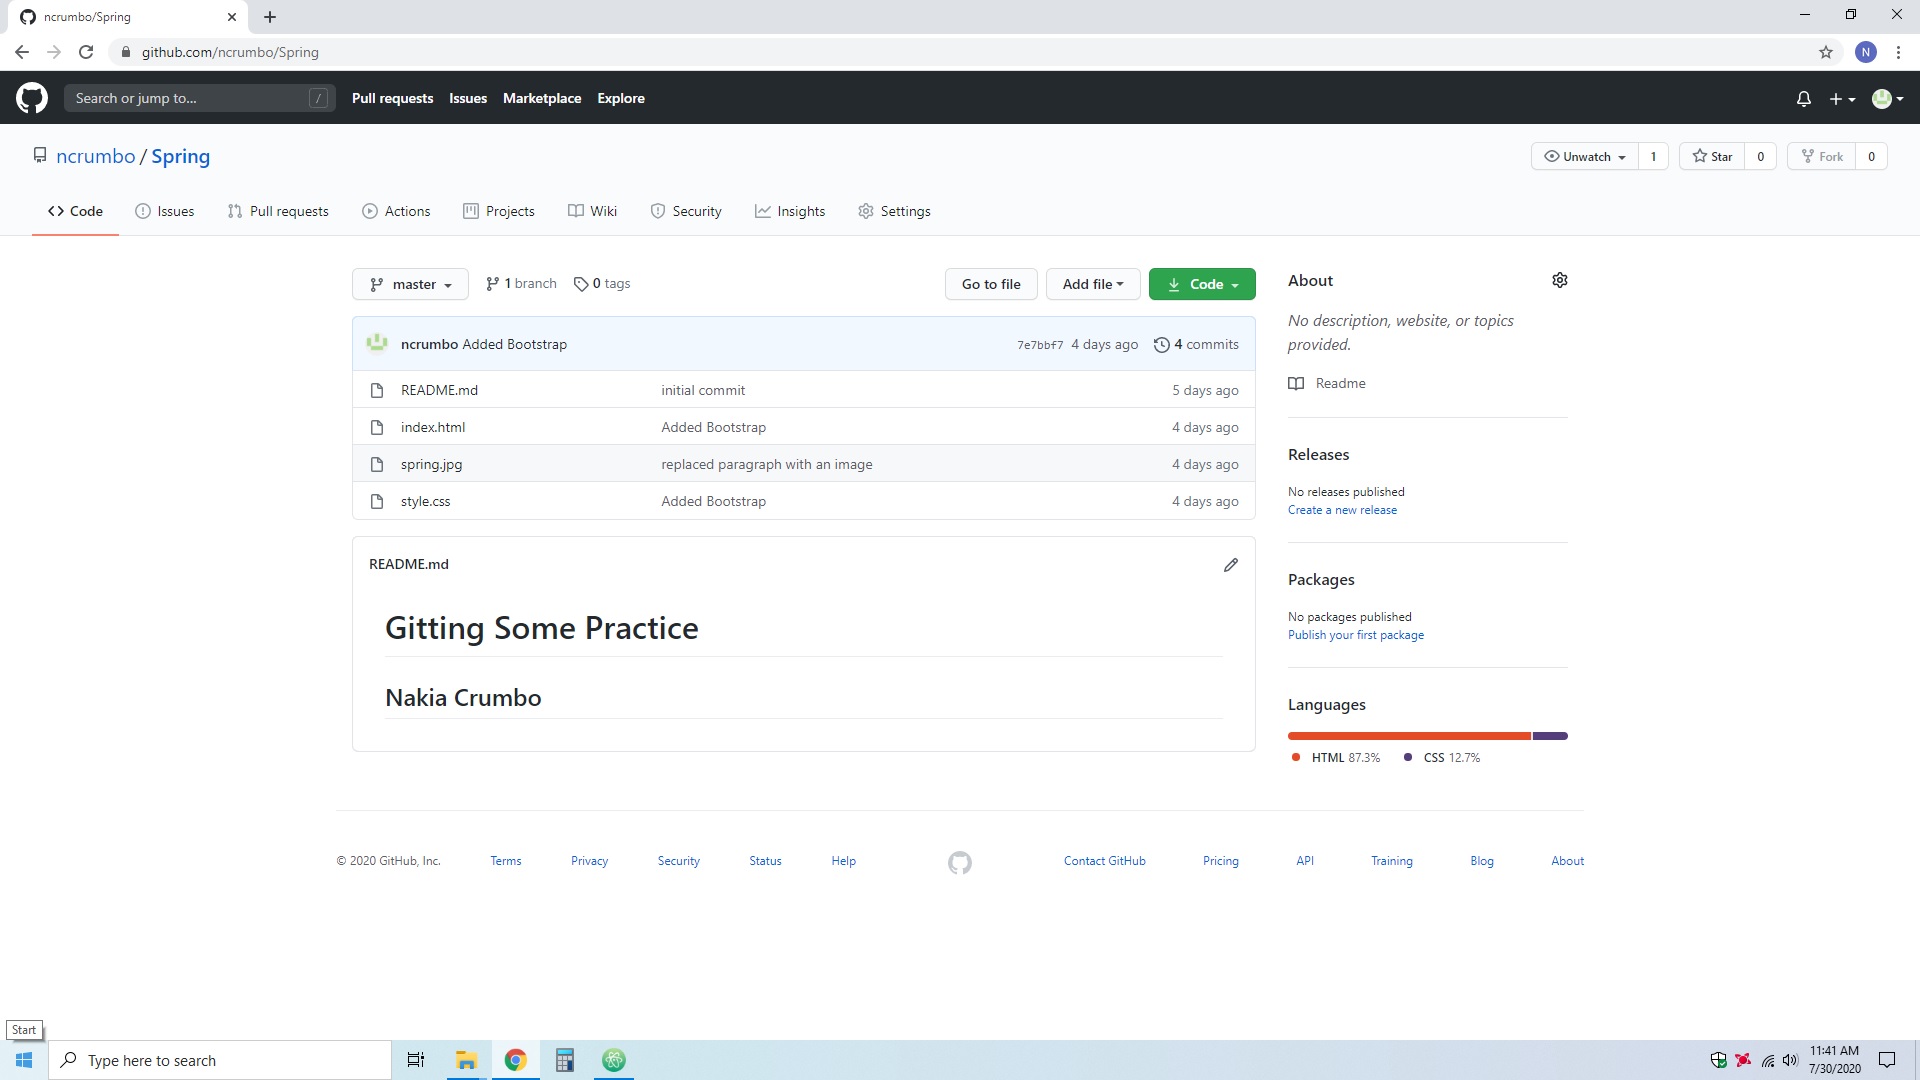 ncrumbo/Spring
github.com/ncrumbo/Spring
N
Search or jump to...
/
Pull requests
Issues
Marketplace
Explore
ncrumbo / Spring
Unwatch 1
Star 0
Fork 0
Code
Issues
Pull requests
Actions
Projects
Wiki
Security
Insights
Settings
master
1 branch
0 tags
Go to file
Add file
Code
ncrumbo Added Bootstrap 7e7bbf7 4 days ago 4 commits
README.md initial commit 5 days ago
index.html Added Bootstrap 4 days ago
spring.jpg replaced paragraph with an image 4 days ago
style.css Added Bootstrap 4 days ago
README.md
Gitting Some Practice
Nakia Crumbo
About
No description, website, or topics
provided.
Readme
Releases
No releases published
Create a new release
Packages
No packages published
Publish your first package
Languages
HTML 87.3% CSS 12.7%
© 2020 GitHub, Inc. Terms Privacy Security Status Help Contact GitHub Pricing API Training Blog About
Start
Type here to search
11:41 AM
7/30/2020